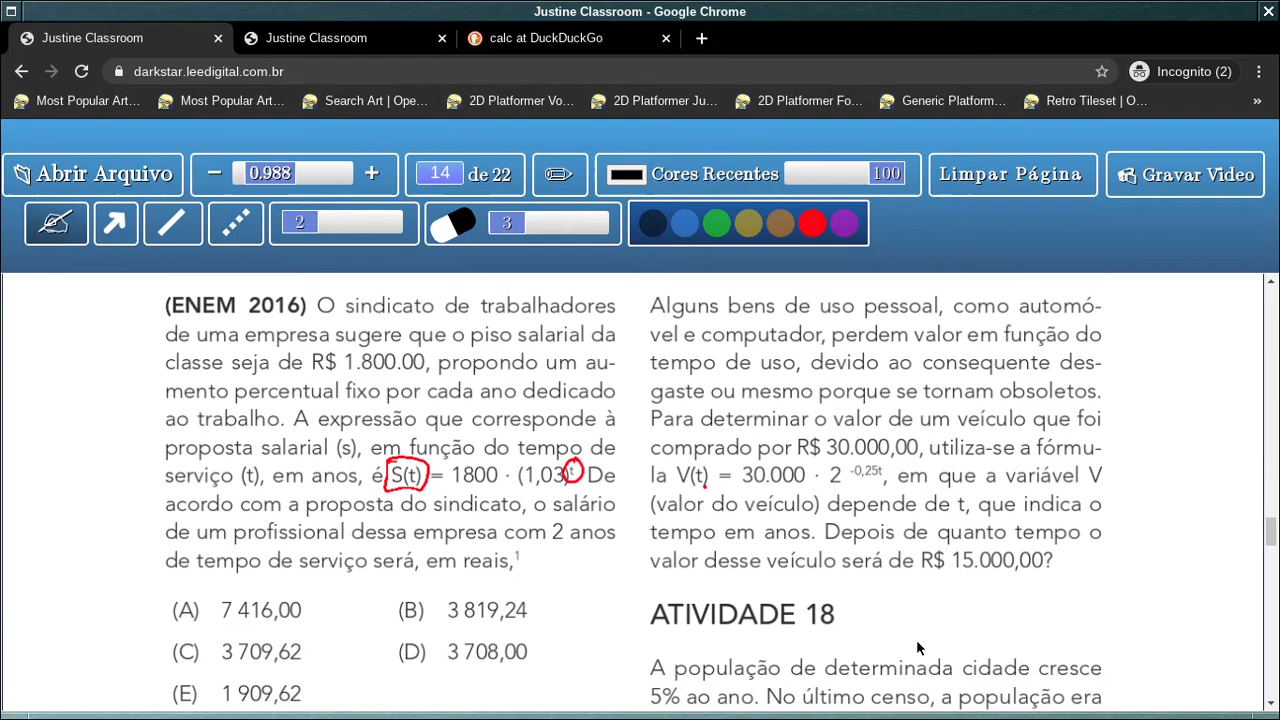 Justine Classroom - Google Chrome
Justine Classroom
Justine Classroom
calc at DuckDuckGo
darkstar.leedigital.com.br
Incognito (2)
Most Popular Art...
Most Popular Art...
Search Art | Ope...
2D Platformer Vo...
2D Platformer Ju...
2D Platformer Fo...
Generic Platform...
Retro Tileset | O...
Abrir Arquivo
0.988
14 de 22
Cores Recentes
100
Limpar Página
Gravar Video
2
3
(ENEM 2016) O sindicato de trabalhadores
de uma empresa sugere que o piso salarial da
classe seja de R$ 1.800.00, propondo um au-
mento percentual fixo por cada ano dedicado
ao trabalho. A expressão que corresponde à
proposta salarial (s), em função do tempo de
serviço (t), em anos, é S(t) = 1800 · (1,03)ᵗ De
acordo com a proposta do sindicato, o salário
de um profissional dessa empresa com 2 anos
de tempo de serviço será, em reais,¹
(A) 7 416,00
(B) 3 819,24
(C) 3 709,62
(D) 3 708,00
(E) 1 909,62
Alguns bens de uso pessoal, como automó-
vel e computador, perdem valor em função do
tempo de uso, devido ao consequente des-
gaste ou mesmo porque se tornam obsoletos.
Para determinar o valor de um veículo que foi
comprado por R$ 30.000,00, utiliza-se a fórmu-
la V(t) = 30.000 · 2 ⁻⁰,²⁵ᵗ, em que a variável V
(valor do veículo) depende de t, que indica o
tempo em anos. Depois de quanto tempo o
valor desse veículo será de R$ 15.000,00?
ATIVIDADE 18
A população de determinada cidade cresce
5% ao ano. No último censo, a população era